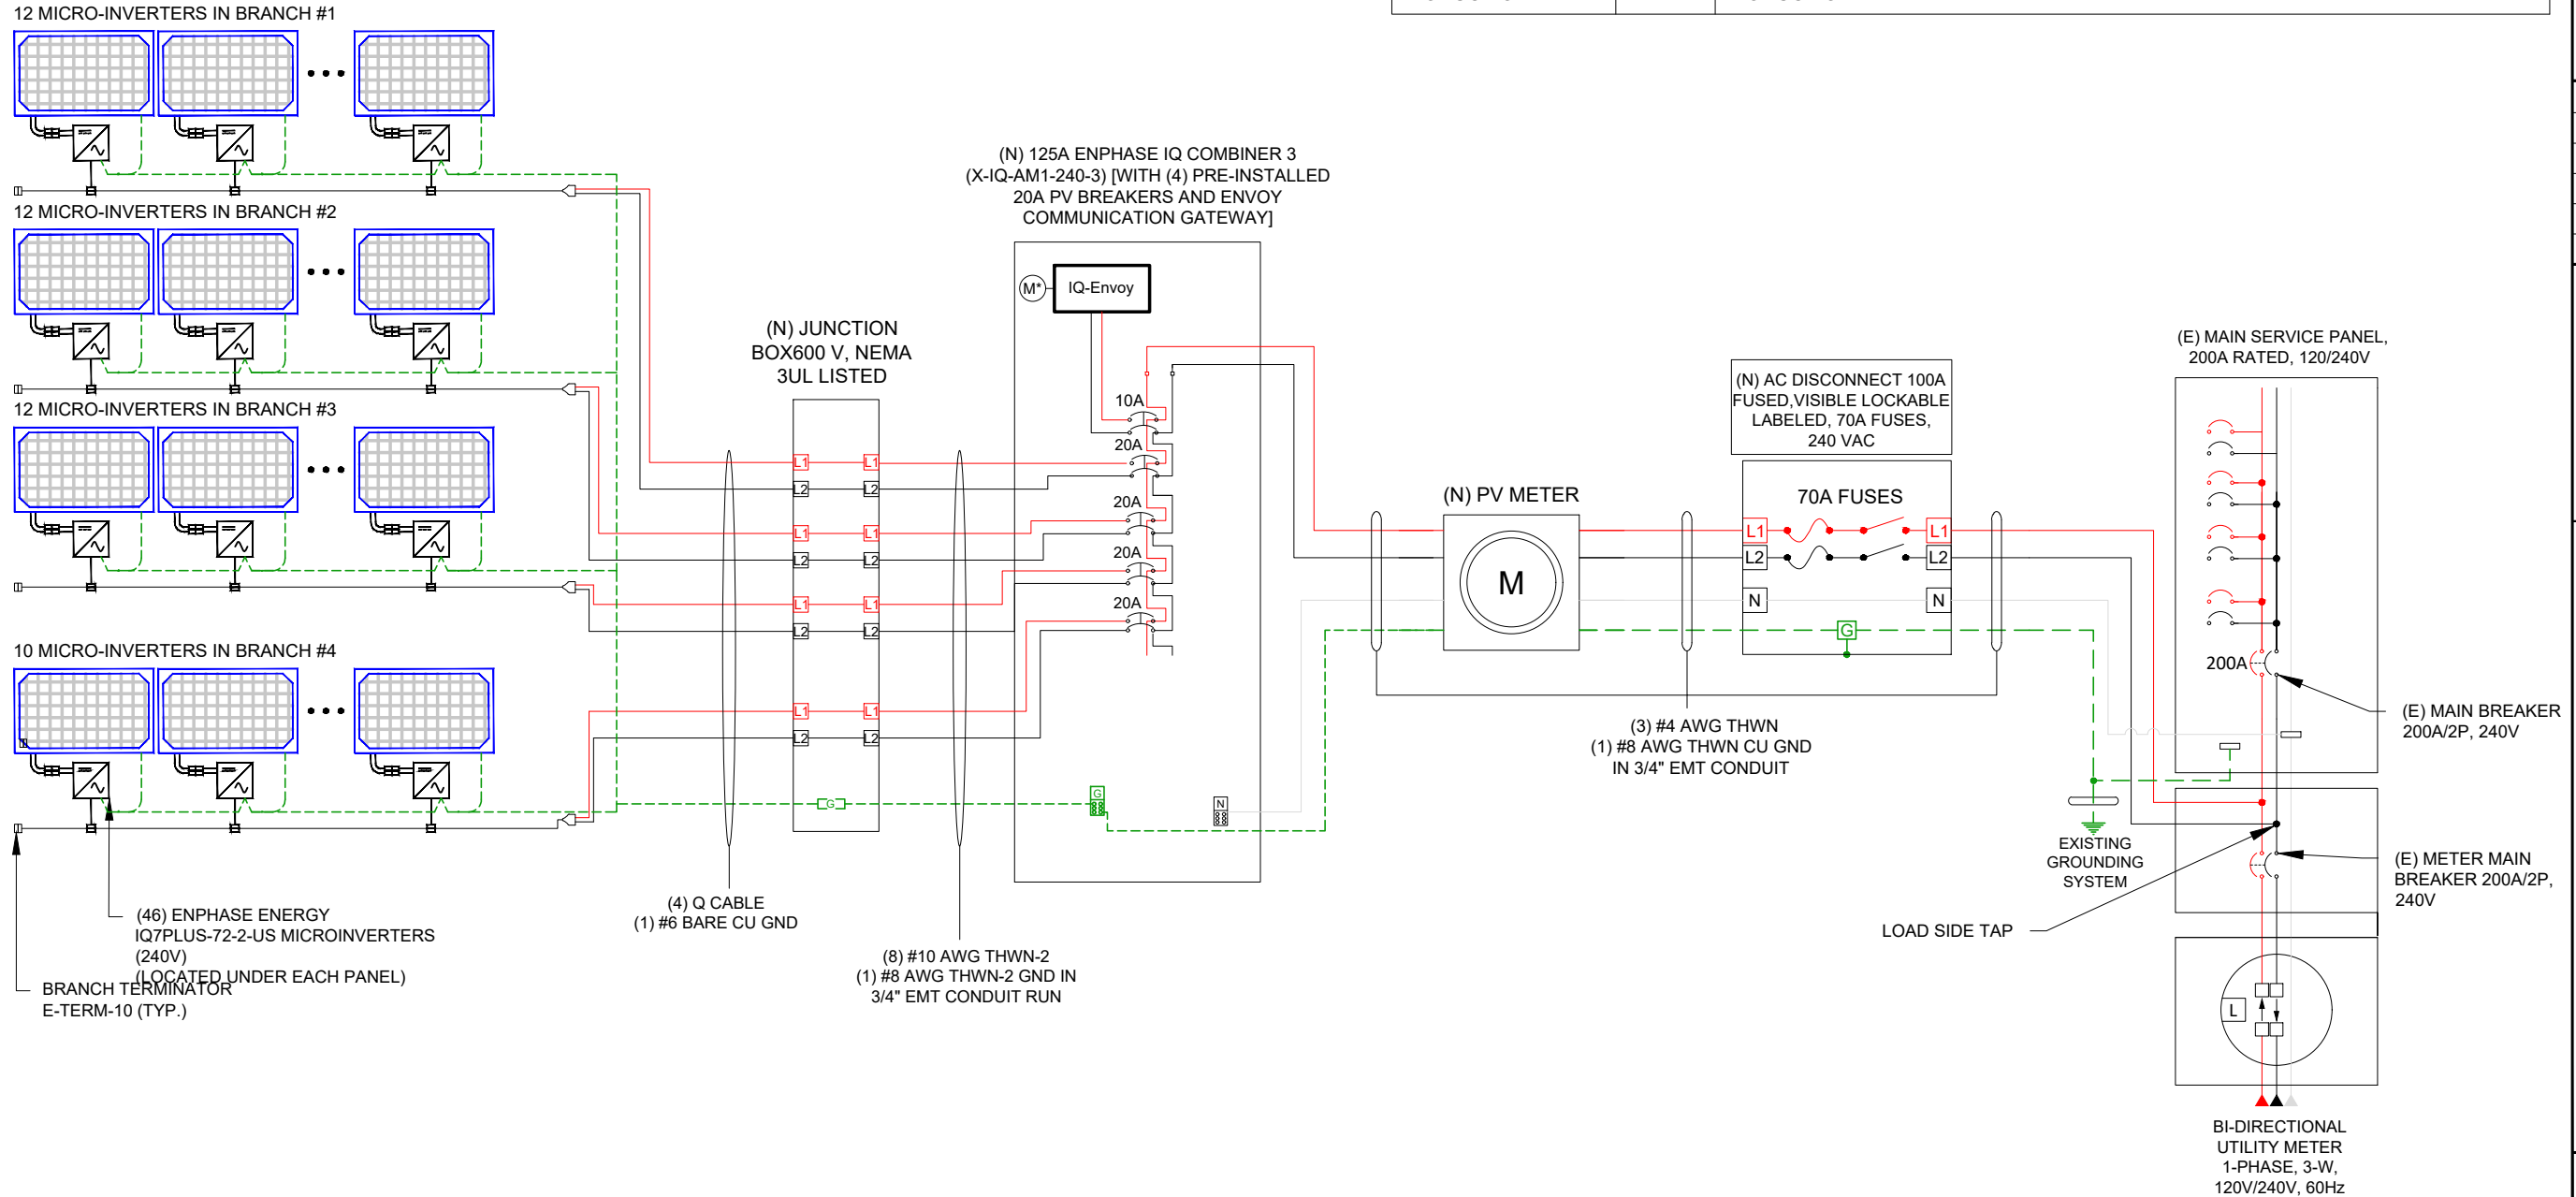 12 MICRO-INVERTERS IN BRANCH #1
12 MICRO-INVERTERS IN BRANCH #2
12 MICRO-INVERTERS IN BRANCH #3
10 MICRO-INVERTERS IN BRANCH #4
(46) ENPHASE ENERGY
IQ7PLUS-72-2-US MICROINVERTERS
(240V)
(LOCATED UNDER EACH PANEL)
BRANCH TERMINATOR
E-TERM-10 (TYP.)
(4) Q CABLE
(1) #6 BARE CU GND
(N) JUNCTION
BOX600 V, NEMA
3UL LISTED
L1 L1
L2 L2
L1 L1
L2 L2
L1 L1
L2 L2
L1 L1
L2 L2
G
(8) #10 AWG THWN-2
(1) #8 AWG THWN-2 GND IN
3/4" EMT CONDUIT RUN
(N) 125A ENPHASE IQ COMBINER 3
(X-IQ-AM1-240-3) [WITH (4) PRE-INSTALLED
20A PV BREAKERS AND ENVOY
COMMUNICATION GATEWAY]
M* IQ-Envoy
10A
20A
20A
20A
20A
G
N
(N) PV METER
M
(3) #4 AWG THWN
(1) #8 AWG THWN CU GND
IN 3/4" EMT CONDUIT
(N) AC DISCONNECT 100A
FUSED,VISIBLE LOCKABLE
LABELED, 70A FUSES,
240 VAC
70A FUSES
L1 L1
L2 L2
N N
G
(E) MAIN SERVICE PANEL,
200A RATED, 120/240V
200A
(E) MAIN BREAKER
200A/2P, 240V
EXISTING
GROUNDING
SYSTEM
(E) METER MAIN
BREAKER 200A/2P,
240V
LOAD SIDE TAP
L
BI-DIRECTIONAL
UTILITY METER
1-PHASE, 3-W,
120V/240V, 60Hz